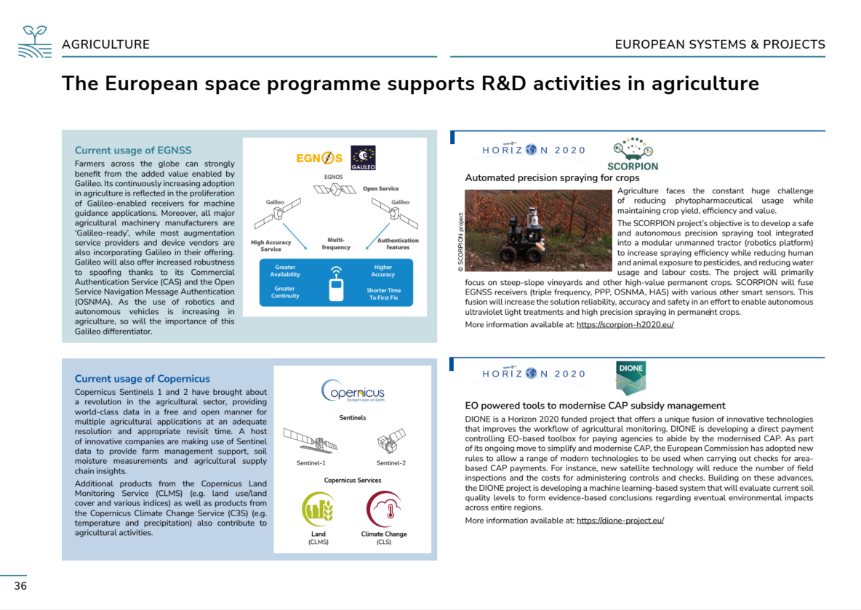 AGRICULTURE
EUROPEAN SYSTEMS & PROJECTS
The European space programme supports R&D activities in agriculture
Current usage of EGNSS
Farmers across the globe can strongly
benefit from the added value enabled by
Galileo. Its continuously increasing adoption
in agriculture is reflected in the proliferation
of Galileo-enabled receivers for machine
guidance applications. Moreover, all major
agricultural machinery manufacturers are
'Galileo-ready', while most augmentation
service providers and device vendors are
also incorporating Galileo in their offering.
Galileo will also offer increased robustness
to spoofing thanks to its Commercial
Authentication Service (CAS) and the Open
Service Navigation Message Authentication
(OSNMA). As the use of robotics and
autonomous vehicles is increasing in
agriculture, so will the importance of this
Galileo differentiator.
EGNOS
GALILEO
EGNOS
Open Service
Galileo
Galileo
High Accuracy
Service
Multi-
frequency
Authentication
features
Greater
Availability
Higher
Accuracy
Greater
Continuity
Shorter Time
To First Fix
Current usage of Copernicus
Copernicus Sentinels 1 and 2 have brought about
a revolution in the agricultural sector, providing
world-class data in a free and open manner for
multiple agricultural applications at an adequate
resolution and appropriate revisit time. A host
of innovative companies are making use of Sentinel
data to provide farm management support, soil
moisture measurements and agricultural supply
chain insights.
Additional products from the Copernicus Land
Monitoring Service (CLMS) (e.g. land use/land
cover and various indices) as well as products from
the Copernicus Climate Change Service (C3S) (e.g.
temperature and precipitation) also contribute to
agricultural activities.
opernicus
Europe's eyes on Earth
Sentinels
Sentinel-1
Sentinel-2
Copernicus Services
Land
(CLMS)
Climate Change
(CLS)
HORIZON 2020
SCORPION
Automated precision spraying for crops
© SCORPION project
Agriculture faces the constant huge challenge
of reducing phytopharmaceutical usage while
maintaining crop yield, efficiency and value.
The SCORPION project's objective is to develop a safe
and autonomous precision spraying tool integrated
into a modular unmanned tractor (robotics platform)
to increase spraying efficiency while reducing human
and animal exposure to pesticides, and reducing water
usage and labour costs. The project will primarily
focus on steep-slope vineyards and other high-value permanent crops. SCORPION will fuse
EGNSS receivers (triple frequency, PPP, OSNMA, HAS) with various other smart sensors. This
fusion will increase the solution reliability, accuracy and safety in an effort to enable autonomous
ultraviolet light treatments and high precision spraying in permanent crops.
More information available at: https://scorpion-h2020.eu/
HORIZON 2020
DIONE
EO powered tools to modernise CAP subsidy management
DIONE is a Horizon 2020 funded project that offers a unique fusion of innovative technologies
that improves the workflow of agricultural monitoring. DIONE is developing a direct payment
controlling EO-based toolbox for paying agencies to abide by the modernised CAP. As part
of its ongoing move to simplify and modernise CAP, the European Commission has adopted new
rules to allow a range of modern technologies to be used when carrying out checks for area-
based CAP payments. For instance, new satellite technology will reduce the number of field
inspections and the costs for administering controls and checks. Building on these advances,
the DIONE project is developing a machine learning-based system that will evaluate current soil
quality levels to form evidence-based conclusions regarding eventual environmental impacts
across entire regions.
More information available at: https://dione-project.eu/
36